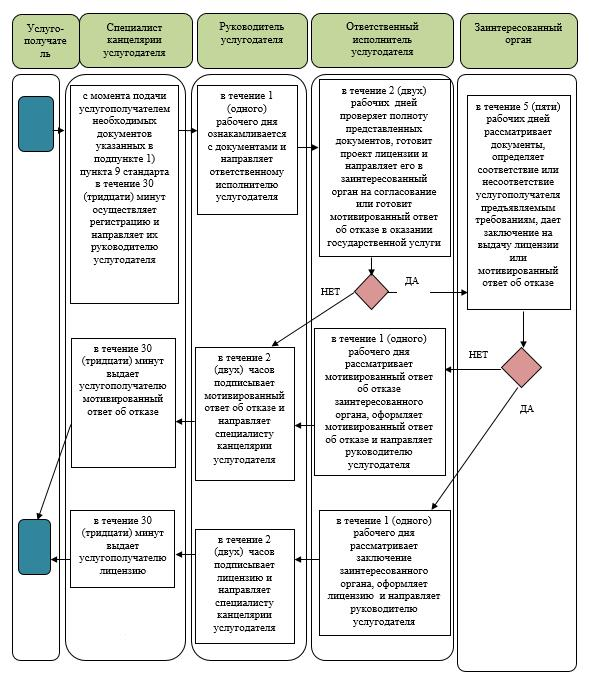 Услуго-
получате
ль
Специалист
канцелярии
услугодателя
Руководитель
услугодателя
Ответственный
исполнитель
услугодателя
Заинтересованный
орган
с момента подачи
услугополучателем
необходимых
документов
указанных в
подпункте 1)
пункта 9 стандарта
в течение 30
(тридцати) минут
осуществляет
регистрацию и
направляет их
руководителю
услугодателя
в течение 1
(одного)
рабочего дня
ознакамливается
с документами и
направляет
ответственному
исполнителю
услугодателя
в течение 2 (двух)
рабочих дней
проверяет полноту
представленных
документов, готовит
проект лицензии и
направляет его в
заинтересованный
орган на согласование
или готовит
мотивированный ответ
об отказе в оказании
государственной услуги
в течение 5 (пяти)
рабочих дней
рассматривает
документы,
определяет
соответствие или
несоответствие
услугополучателя
предъявляемым
требованиям, дает
заключение на
выдачу лицензии
или
мотивированный
ответ об отказе
НЕТ
ДА
в течение 30
(тридцати) минут
выдает
услугополучателю
мотивированный
ответ об отказе
в течение 2
(двух) часов
подписывает
мотивированный
ответ об отказе и
направляет
специалисту
канцелярии
услугодателя
в течение 1 (одного)
рабочего дня
рассматривает
мотивированный ответ
об отказе
заинтересованного
органа, оформляет
мотивированный ответ
об отказе и направляет
руководителю
услугодателя
НЕТ
ДА
в течение 30
(тридцати) минут
выдает
услугополучателю
лицензию
в течение 2
(двух) часов
подписывает
лицензию и
направляет
специалисту
канцелярии
услугодателя
в течение 1 (одного)
рабочего дня
рассматривает
заключение
заинтересованного
органа, оформляет
лицензию и направляет
руководителю
услугодателя